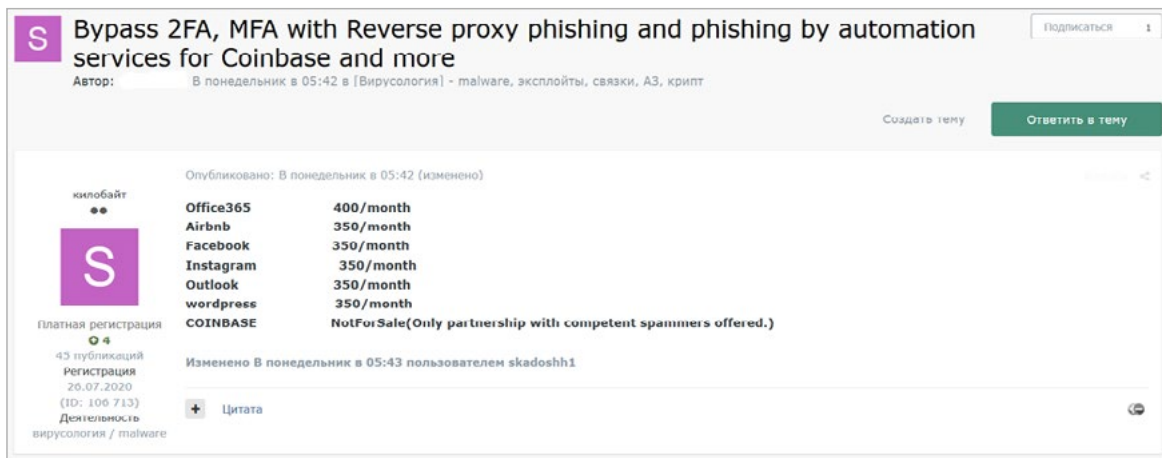 S
Bypass 2FA, MFA with Reverse proxy phishing and phishing by automation
services for Coinbase and more
Подписаться 1
Автор: В понедельник в 05:42 в [Вирусология] - malware, эксплойты, связки, АЗ, крипт
Создать тему
Ответить в тему
Опубликовано: В понедельник в 05:42 (изменено)
килобайт
S
Платная регистрация
4
45 публикаций
Регистрация
26.07.2020
(ID: 106 713)
Деятельность
вирусология / malware
Office365 400/month
Airbnb 350/month
Facebook 350/month
Instagram 350/month
Outlook 350/month
wordpress 350/month
COINBASE NotForSale(Only partnership with competent spammers offered.)
Изменено В понедельник в 05:43 пользователем skadoshh1
+ Цитата